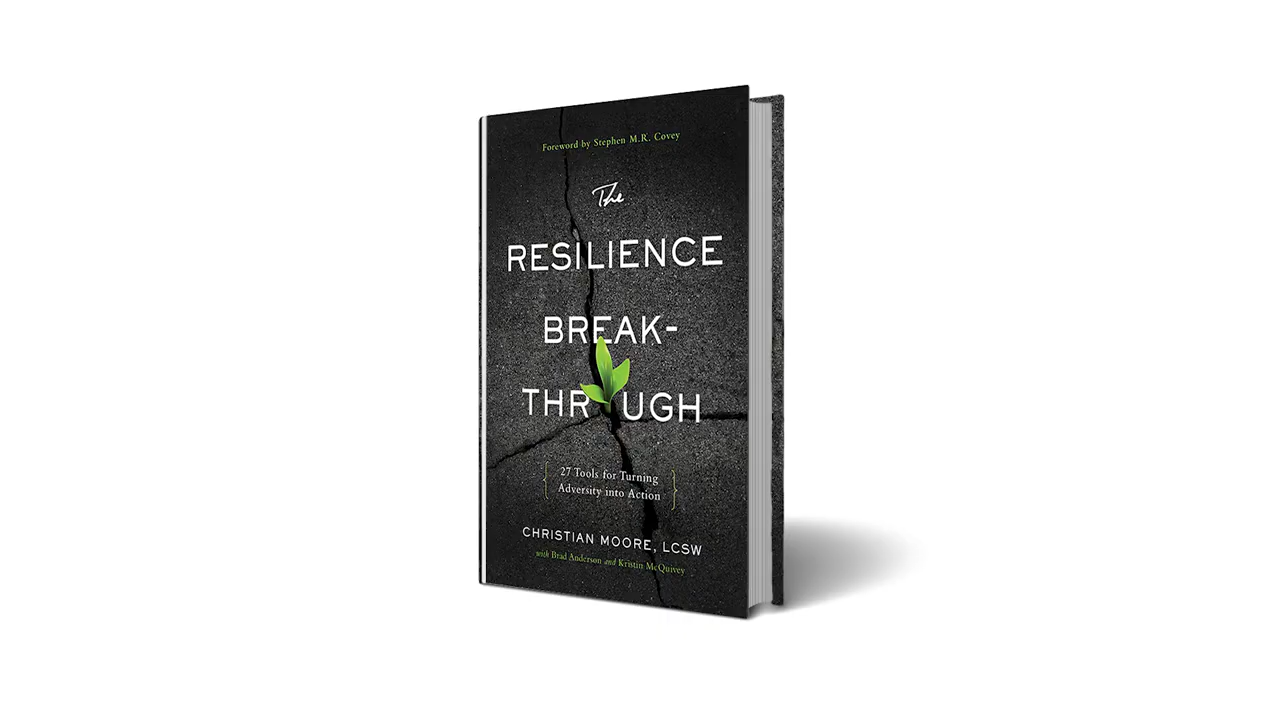 Foreword by Stephen M.R. Covey
The
RESILIENCE
BREAK-
THR UGH
27 Tools for Turning
Adversity into Action
CHRISTIAN MOORE, LCSW
with Brad Anderson and Kristin McQuivey